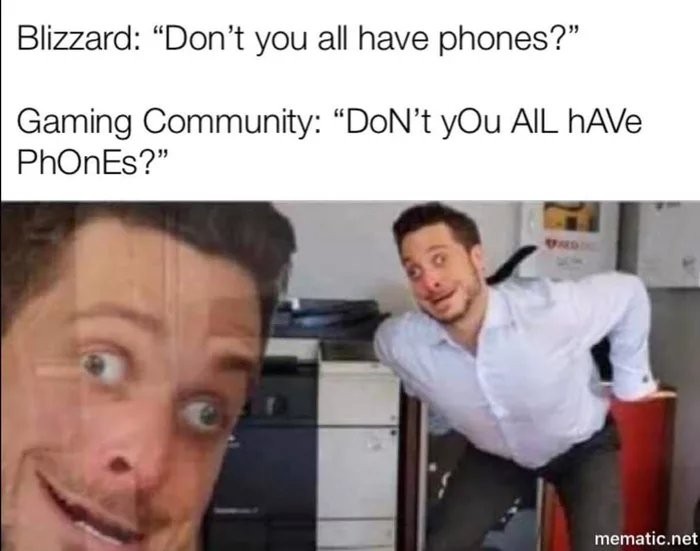 Blizzard: “Don’t you all have phones?”
Gaming Community: “DoN’t yOu AlL hAVe
PhOnEs?”
mematic.net